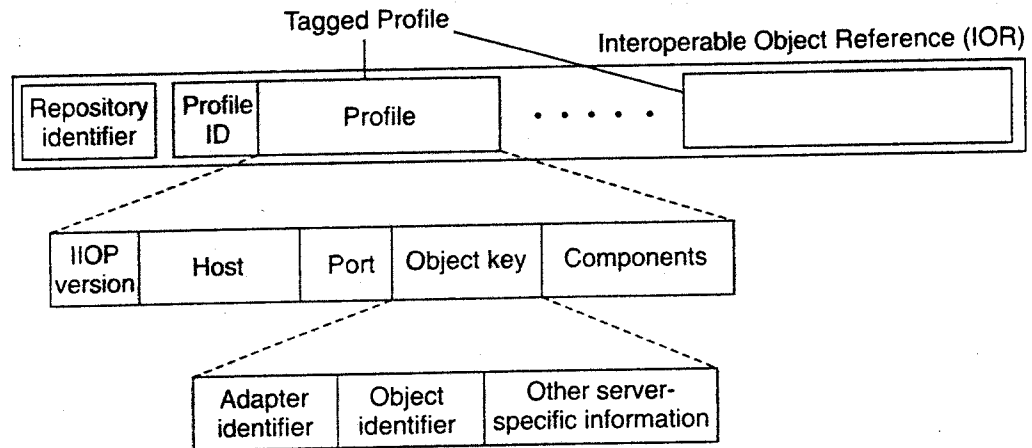 Tagged Profile
Interoperable Object Reference (IOR)
Repository
identifier
Profile
ID
Profile
IIOP
version
Host
Port
Object key
Components
Adapter
identifier
Object
identifier
Other server-
specific information